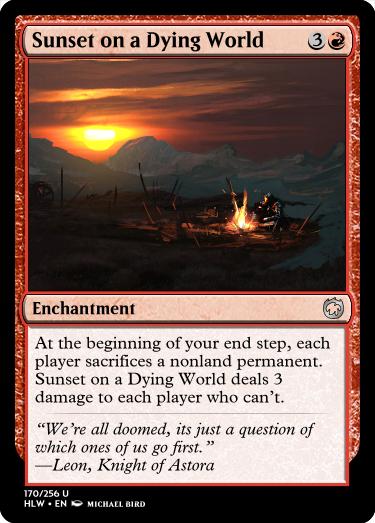 Sunset on a Dying World 3
Enchantment
At the beginning of your end step, each
player sacrifices a nonland permanent.
Sunset on a Dying World deals 3
damage to each player who can't.
"We're all doomed, its just a question of
which ones of us go first."
—Leon, Knight of Astora
170/256 U
HLW • EN MICHAEL BIRD